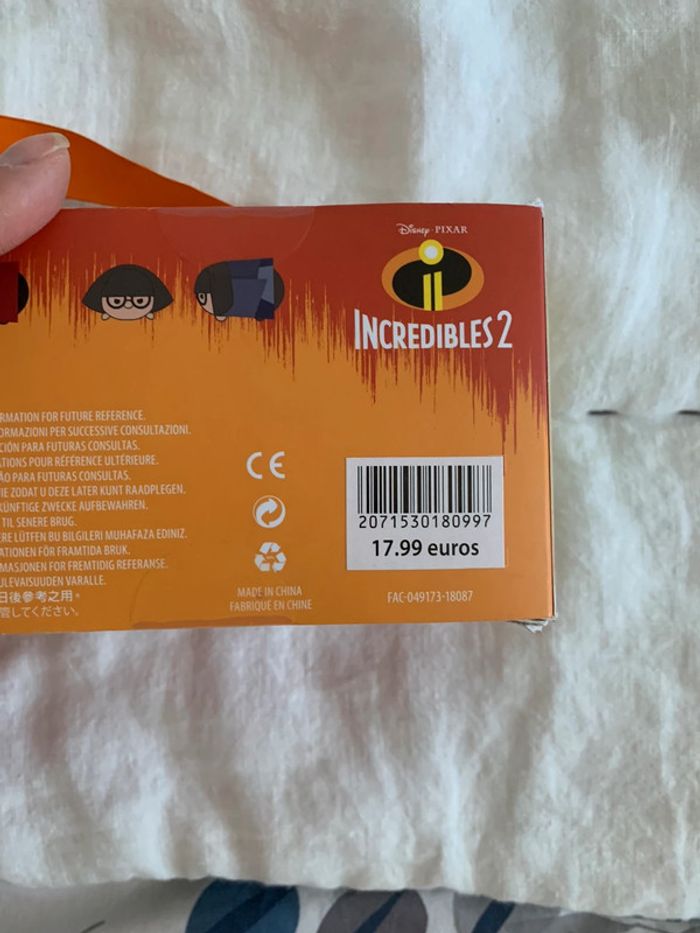 Disney · PIXAR
INCREDIBLES 2
RMATION FOR FUTURE REFERENCE.
ORMAZIONI PER SUCCESSIVE CONSULTAZIONI.
CIÓN PARA FUTURAS CONSULTAS.
TIONS POUR RÉFÉRENCE ULTÉRIEURE.
ÃO PARA FUTURAS CONSULTAS.
IE ZODAT U DEZE LATER KUNT RAADPLEGEN.
KÜNFTIGE ZWECKE AUFBEWAHREN.
TIL SENERE BRUG.
ERE LÜTFEN BU BILGILERI MUHAFAZA EDINIZ.
ATIONEN FÖR FRAMTIDA BRUK.
MASJONEN FOR FREMTIDIG REFERANSE.
ULEVAISUUDEN VARALLE.
日後參考之用。
管してください。
CE
MADE IN CHINA
FABRIQUÉ EN CHINE
2071530180997
17.99 euros
FAC-049173-18087